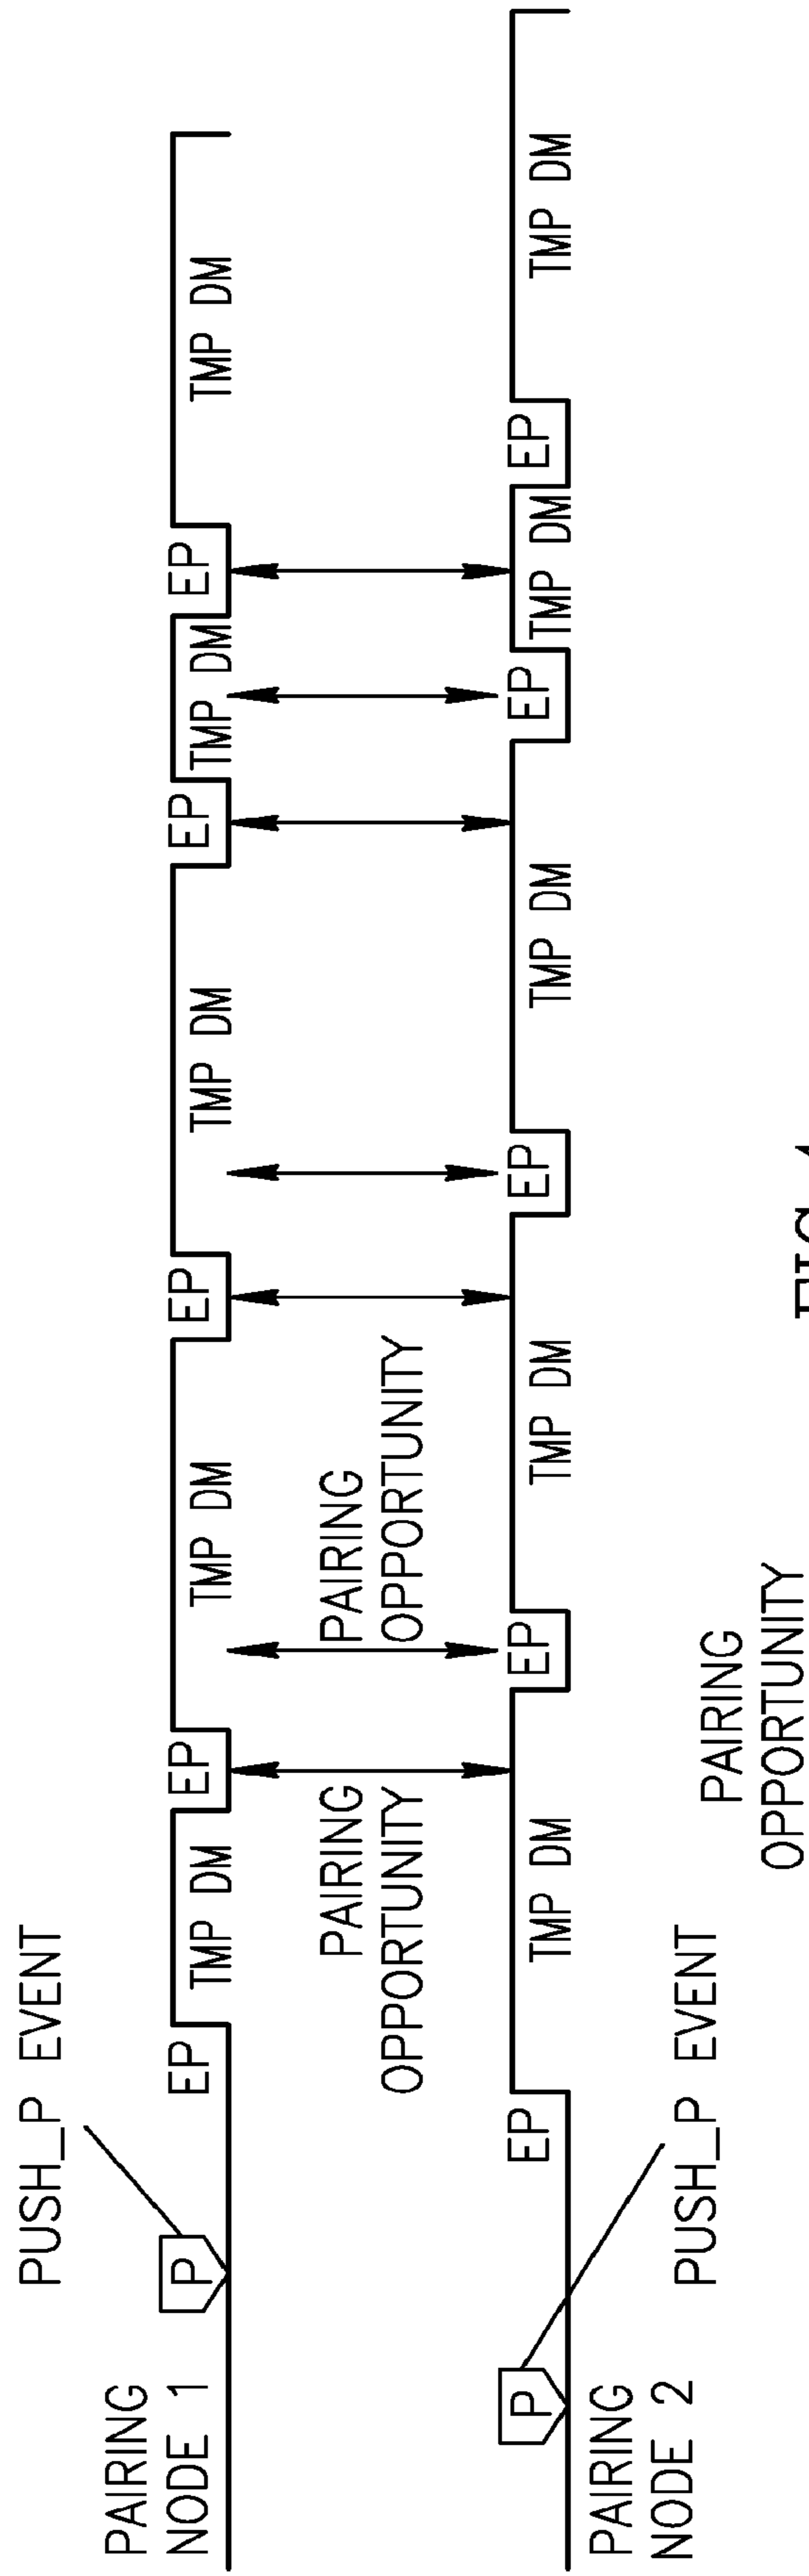 PUSH_P EVENT
PAIRING
NODE 1
P
EP TMP DM EP TMP DM EP TMP DM EP TMP DM EP TMP DM
PAIRING
OPPORTUNITY
PAIRING
OPPORTUNITY
P
EP TMP DM EP TMP DM EP TMP DM EP TMP DM EP TMP DM
PAIRING
NODE 2
PUSH_P EVENT
PAIRING
OPPORTUNITY
FIG.